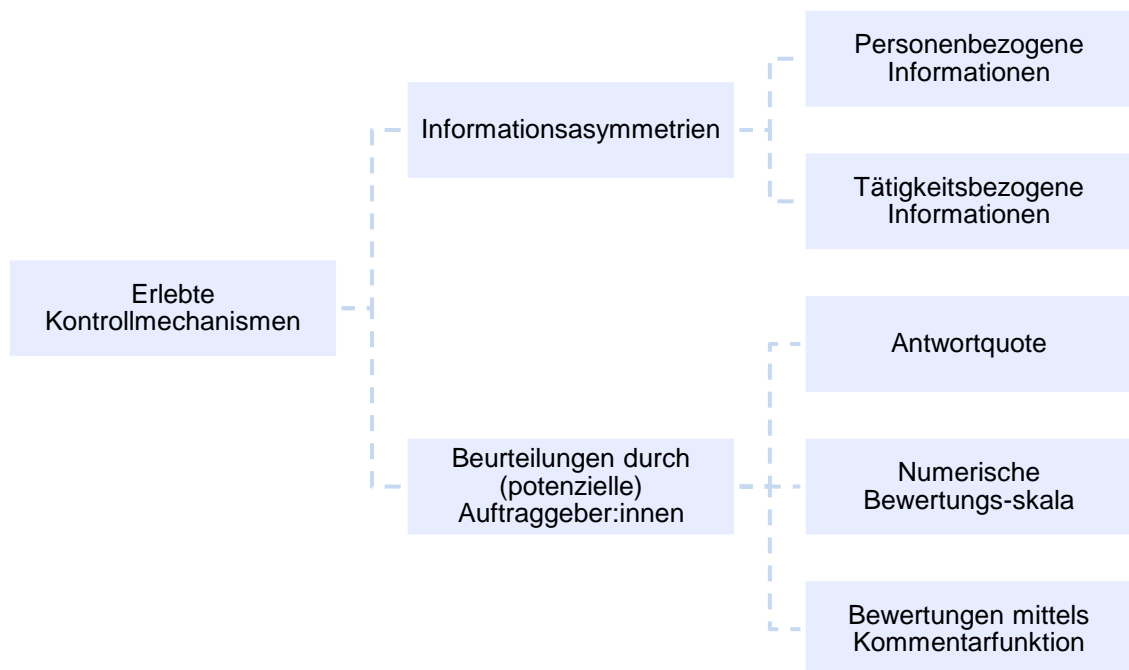 Personenbezogene
Informationen
Informationsasymmetrien
Tätigkeitsbezogene
Informationen
Erlebte
Kontrollmechanismen
Antwortquote
Beurteilungen durch
(potenzielle)
Auftraggeber:innen
Numerische
Bewertungs-skala
Bewertungen mittels
Kommentarfunktion